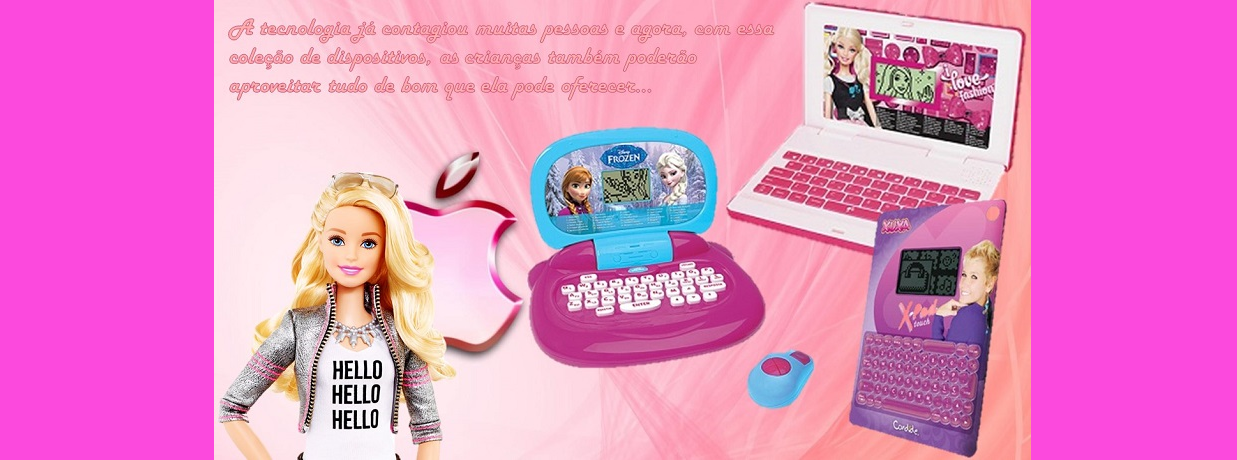 A tecnologia já contagiou muitas pessoas e agora, com essa
coleção de dispositivos, as crianças também poderão
aproveitar tudo de bom que ela pode oferecer...
I love
fashion
Disney
FROZEN
XUXA
X-Pad
touch
HELLO
HELLO
HELLO
Candide